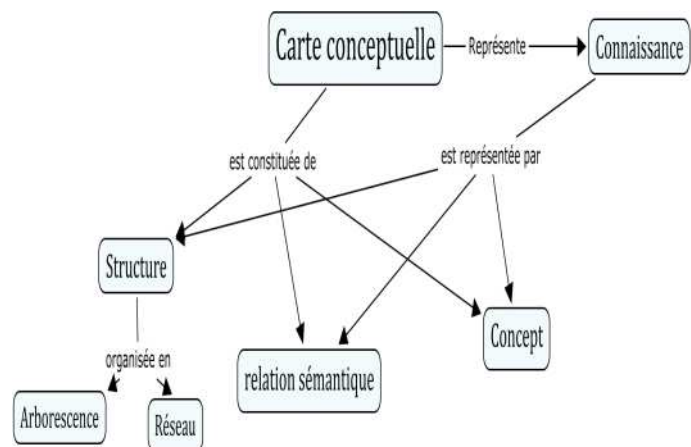 Carte conceptuelle
Représente
Connaissance
est constituée de
est représentée par
Structure
Concept
organisée en
relation sémantique
Arborescence
Réseau